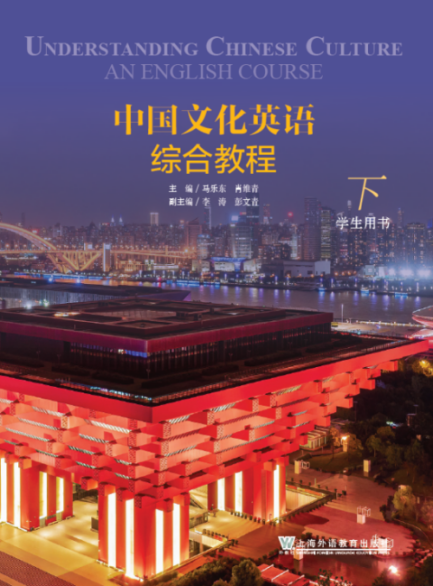 UNDERSTANDING CHINESE CULTURE
AN ENGLISH COURSE
中国文化英语
综合教程
主 编/马乐东 肖维青
副主编/李 涛 彭文青
下
学生用书
上海外语教育出版社